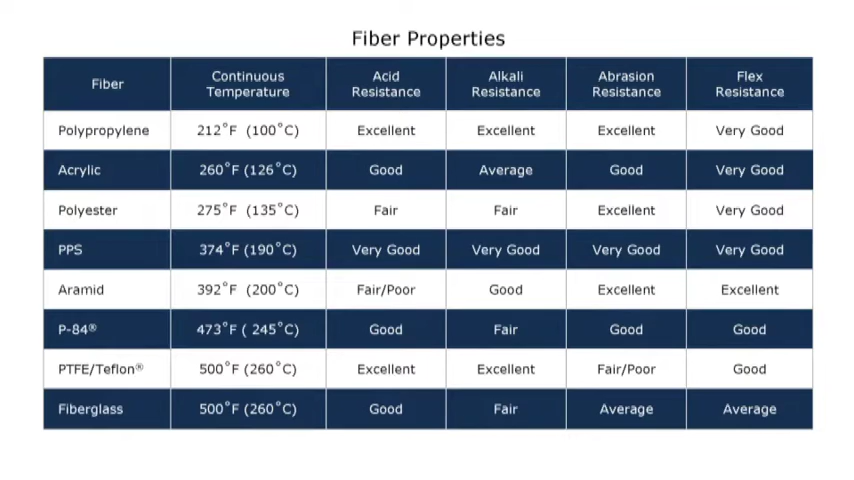 Fiber Properties
Fiber
Continuous
Temperature
Acid
Resistance
Alkali
Resistance
Abrasion
Resistance
Flex
Resistance
Polypropylene 212°F (100°C) Excellent Excellent Excellent Very Good
Acrylic 260°F (126°C) Good Average Good Very Good
Polyester 275°F (135°C) Fair Fair Excellent Very Good
PPS 374°F (190°C) Very Good Very Good Very Good Very Good
Aramid 392°F (200°C) Fair/Poor Good Excellent Excellent
P-84® 473°F ( 245°C) Good Fair Good Good
PTFE/Teflon® 500°F (260°C) Excellent Excellent Fair/Poor Good
Fiberglass 500°F (260°C) Good Fair Average Average